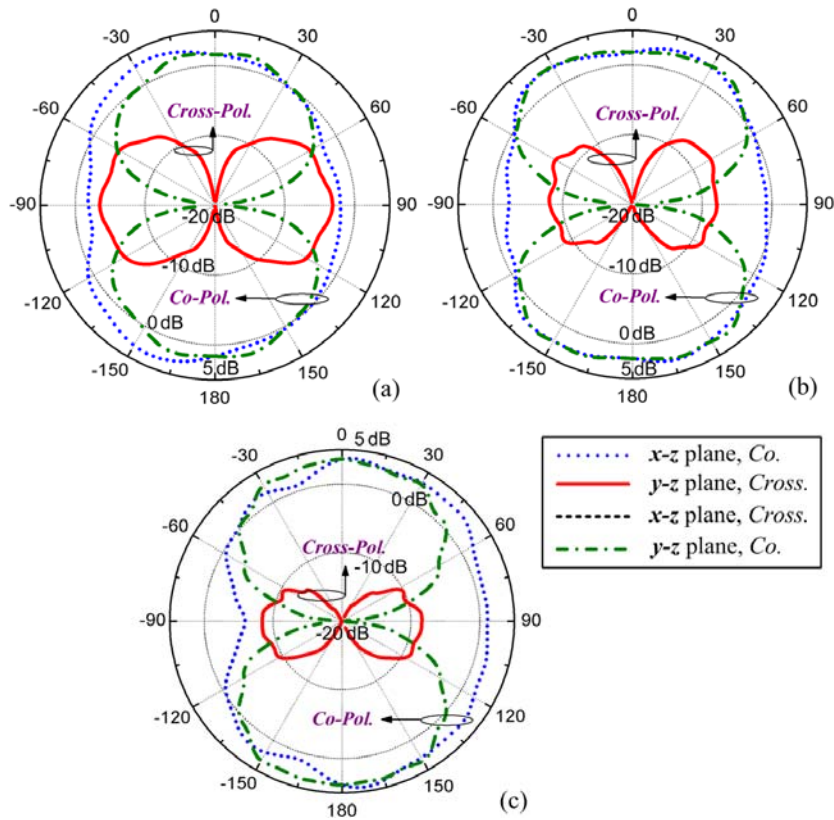 0
-30
30
-60
60
Cross-Pol.
-90
90
-20 dB
-10 dB
-120
120
Co-Pol.
0 dB
-150
150
5 dB
180
(a)
0
-30
30
-60
60
Cross-Pol.
-90
90
-20 dB
-10 dB
-120
120
Co-Pol.
0 dB
-150
150
5 dB
180
(b)
0
5 dB
-30
30
0 dB
-60
60
Cross-Pol.
-10 dB
-90
90
-20 dB
-120
120
Co-Pol.
-150
150
180
(c)
x-z plane, Co.
y-z plane, Cross.
x-z plane, Cross.
y-z plane, Co.